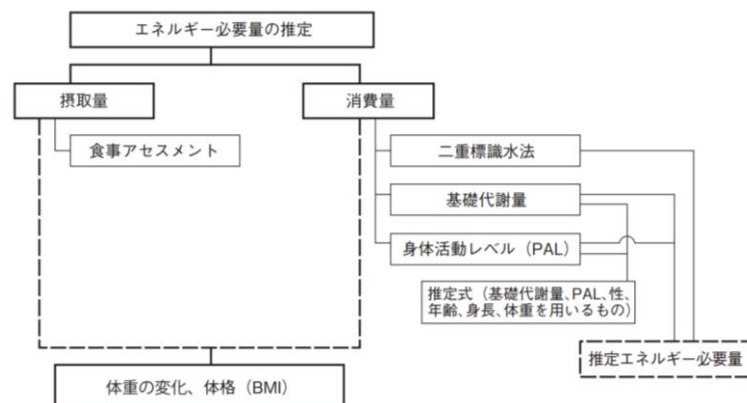 エネルギー必要量の推定
摂取量
消費量
食事アセスメント
二重標識水法
基礎代謝量
身体活動レベル（PAL）
推定式（基礎代謝量、PAL、性、
年齢、身長、体重を用いるもの）
推定エネルギー必要量
体重の変化、体格（BMI）